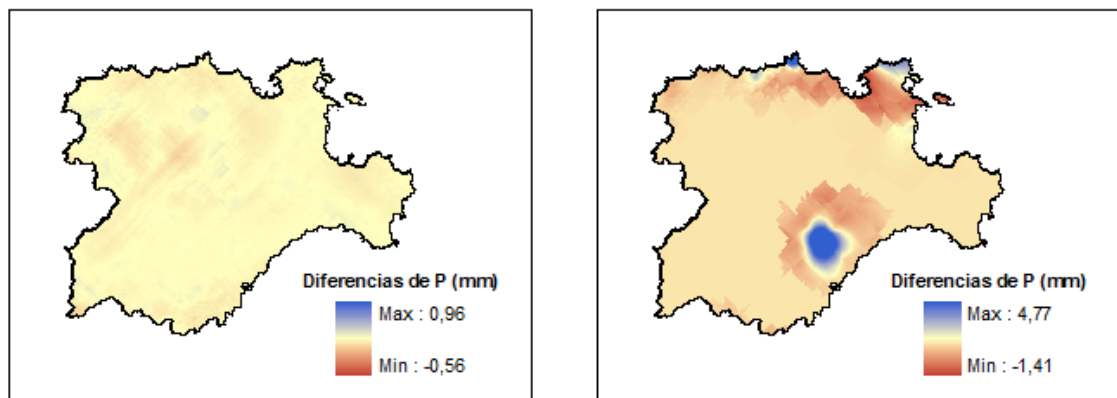 Diferencias de P (mm)
Max : 0,96
Min : -0,56
Diferencias de P (mm)
Max : 4,77
Min : -1,41